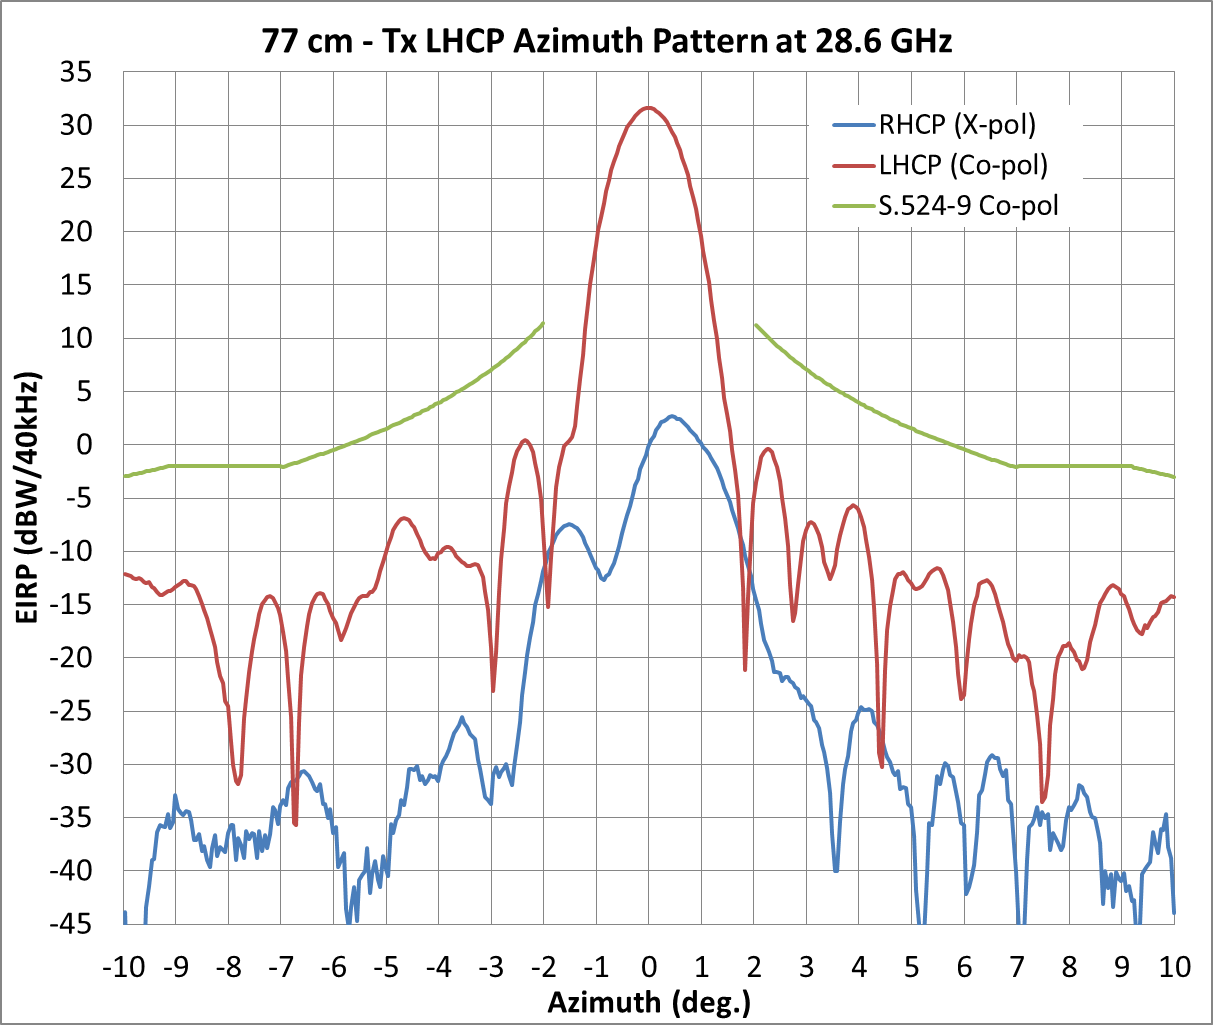 77 cm - Tx LHCP Azimuth Pattern at 28.6 GHz
35
30
25
20
15
10
5
0
-5
-10
-15
-20
-25
-30
-35
-40
-45
EIRP (dBW/40kHz)
RHCP (X-pol)
LHCP (Co-pol)
S.524-9 Co-pol
-10 -9 -8 -7 -6 -5 -4 -3 -2 -1 0 1 2 3 4 5 6 7 8 9 10
Azimuth (deg.)